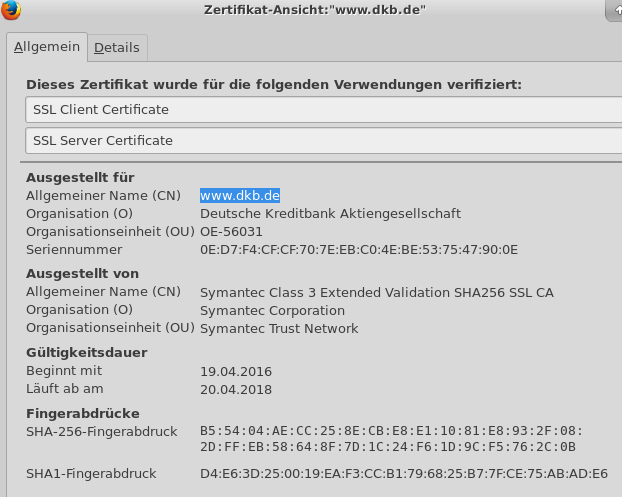 Zertifikat-Ansicht:"www.dkb.de"
Allgemein Details
Dieses Zertifikat wurde für die folgenden Verwendungen verifiziert:
SSL Client Certificate
SSL Server Certificate
Ausgestellt für
Allgemeiner Name (CN) www.dkb.de
Organisation (O) Deutsche Kreditbank Aktiengesellschaft
Organisationseinheit (OU) OE-56031
Seriennummer 0E:D7:F4:CF:CF:70:7E:EB:C0:4E:BE:53:75:47:90:0E
Ausgestellt von
Allgemeiner Name (CN) Symantec Class 3 Extended Validation SHA256 SSL CA
Organisation (O) Symantec Corporation
Organisationseinheit (OU) Symantec Trust Network
Gültigkeitsdauer
Beginnt mit 19.04.2016
Läuft ab am 20.04.2018
Fingerabdrücke
SHA-256-Fingerabdruck B5:54:04:AE:CC:25:8E:CB:E8:E1:10:81:E8:93:2F:08:
2D:FF:EB:58:64:8F:7D:1C:24:F6:1D:9C:F5:76:2C:0B
SHA1-Fingerabdruck D4:E6:3D:25:00:19:EA:F3:CC:B1:79:68:25:B7:7F:CE:75:AB:AD:E6